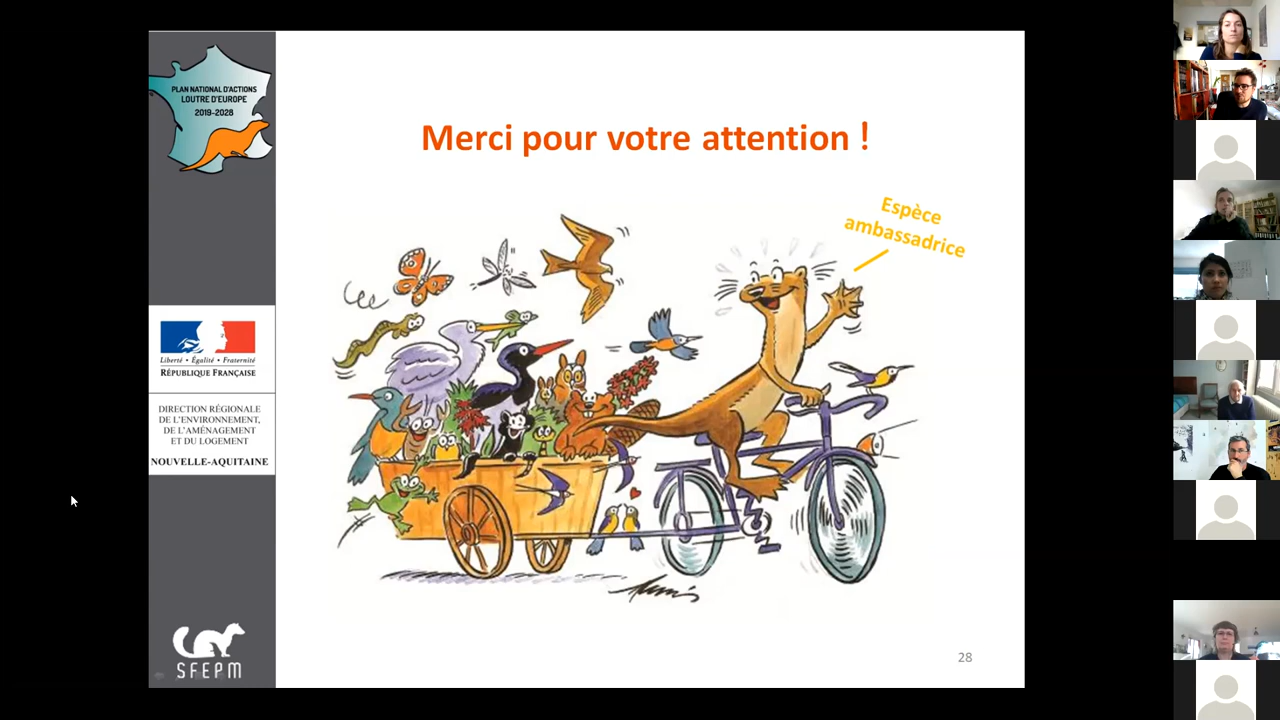 PLAN NATIONAL D'ACTIONS
LOUTRE D'EUROPE
2019-2028
Merci pour votre attention !
Espèce
ambassadrice
Liberté • Égalité • Fraternité
RÉPUBLIQUE FRANÇAISE
DIRECTION RÉGIONALE
DE L'ENVIRONNEMENT,
DE L'AMÉNAGEMENT
ET DU LOGEMENT
NOUVELLE-AQUITAINE
SFEPM
28